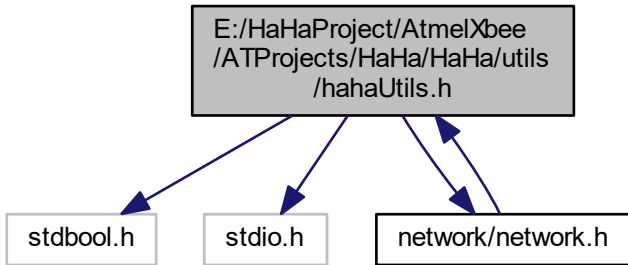 E:/HaHaProject/AtmelXbee
/ATProjects/HaHa/HaHa/utils
/hahaUtils.h
stdbool.h
stdio.h
network/network.h